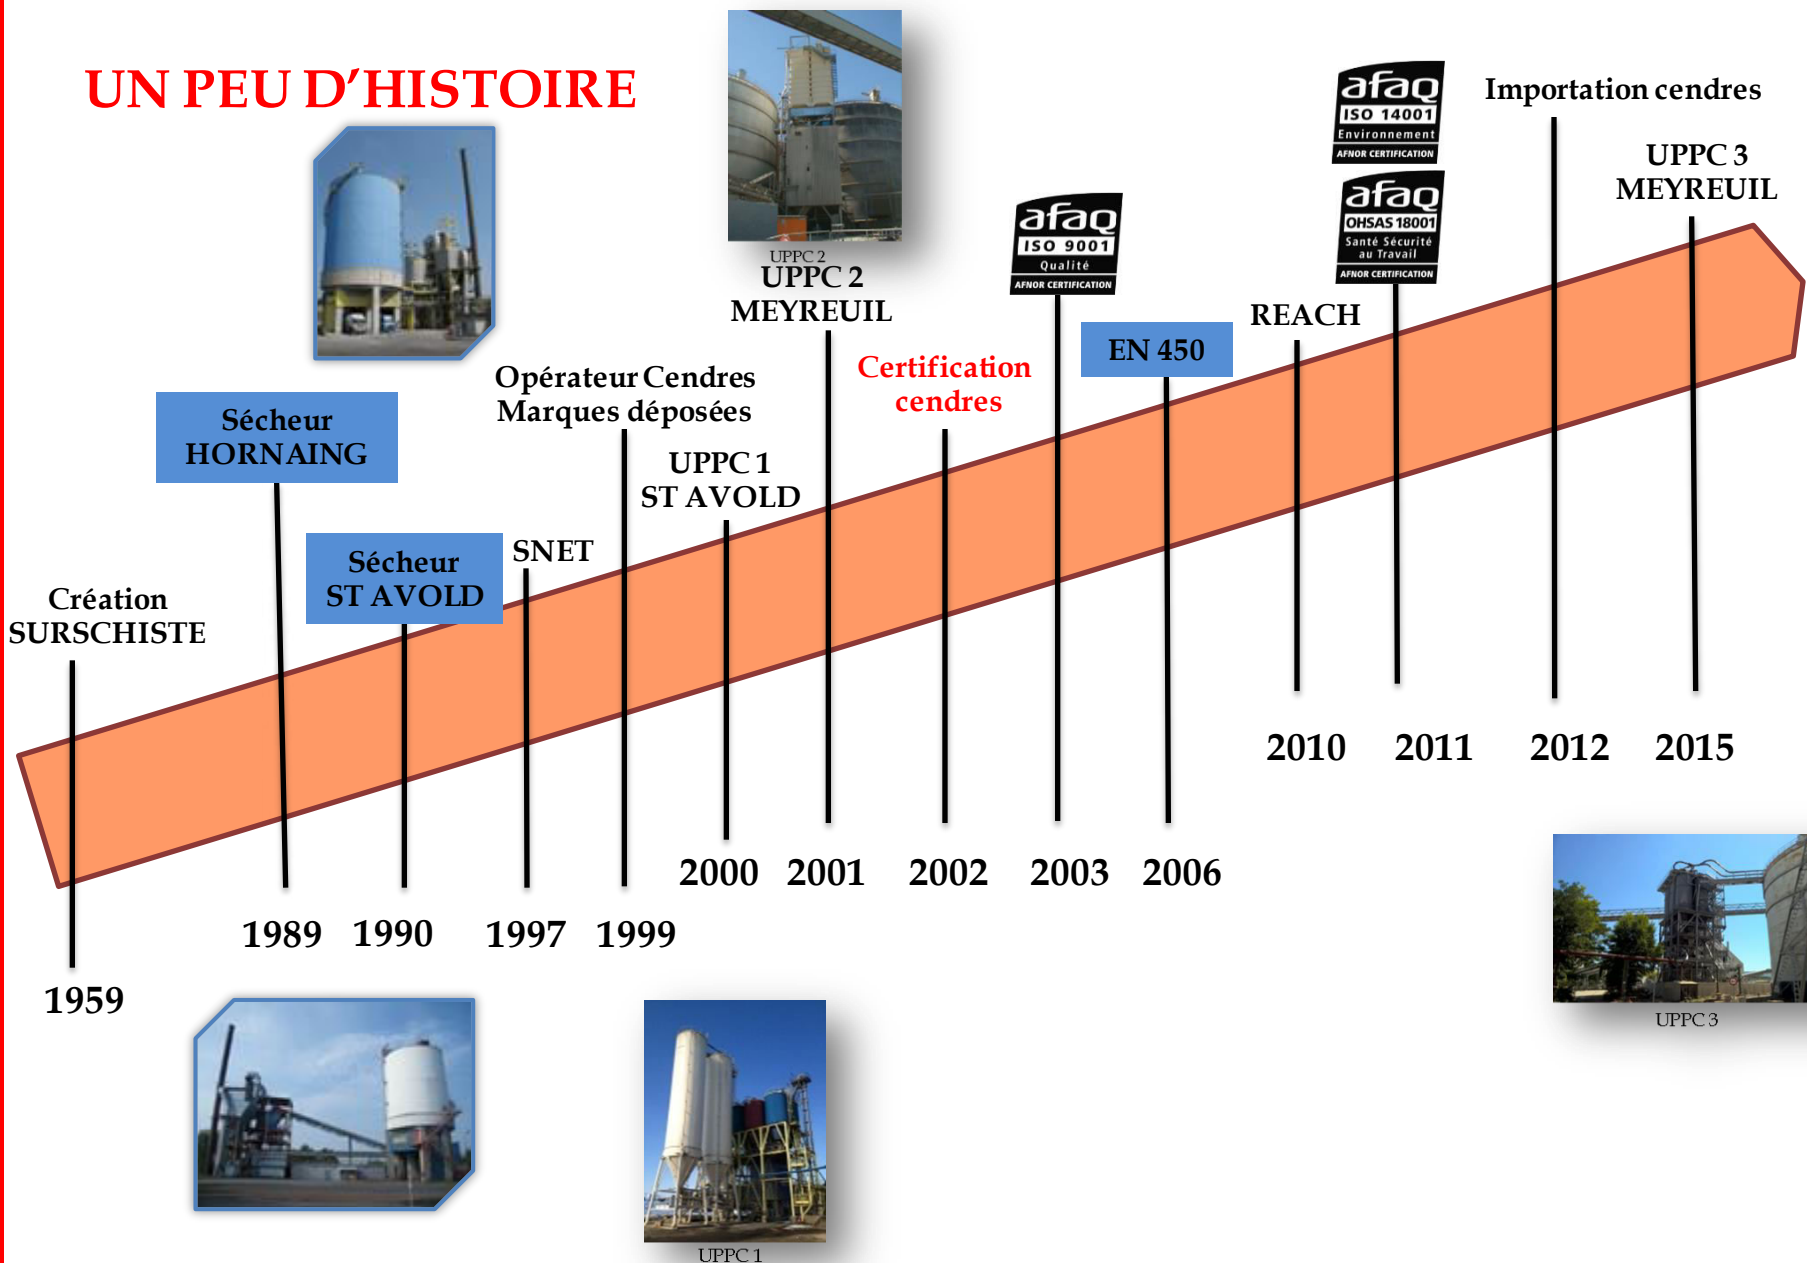 UN PEU D'HISTOIRE
UPPC 2
UPPC 2
MEYREUIL
afaq
ISO 9001
Qualité
AFNOR CERTIFICATION
afaq
ISO 14001
Environnement
AFNOR CERTIFICATION
afaq
OHSAS 18001
Santé Sécurité
au Travail
AFNOR CERTIFICATION
Importation cendres
UPPC 3
MEYREUIL
REACH
EN 450
Certification
cendres
Opérateur Cendres
Marques déposées
UPPC 1
ST AVOLD
Sécheur
HORNAING
Sécheur
ST AVOLD
SNET
Création
SURSCHISTE
1959
1989
1990
1997
1999
2000
2001
2002
2003
2006
2010
2011
2012
2015
UPPC 1
UPPC 3